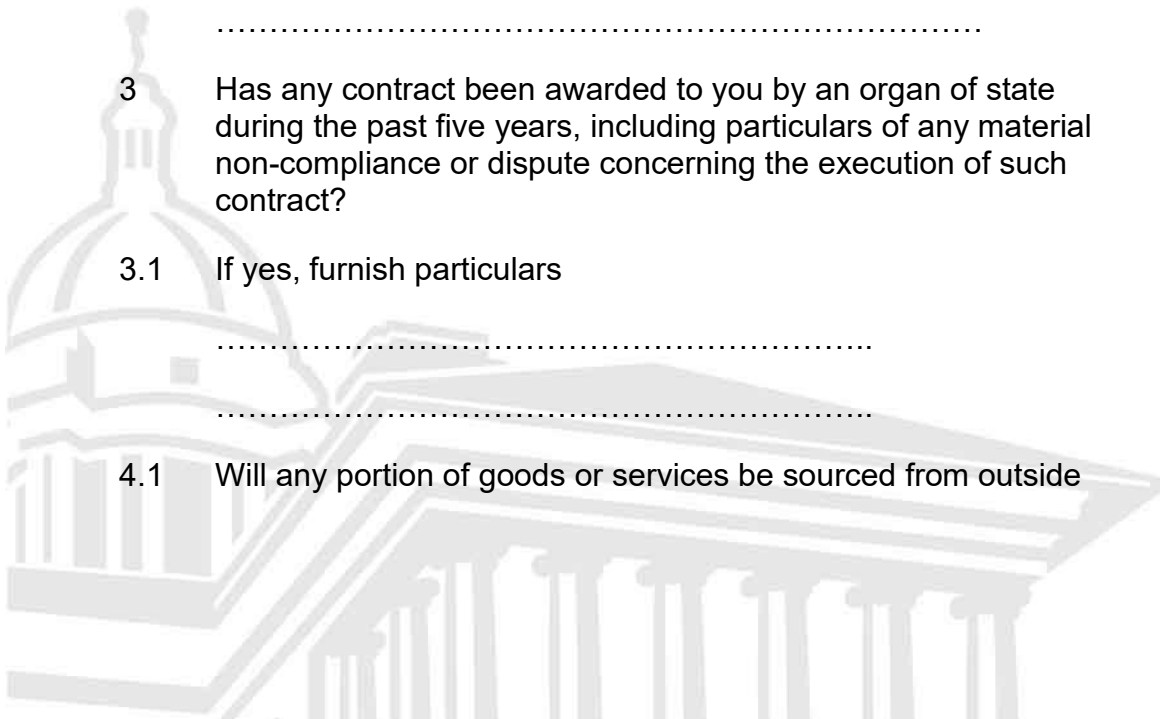 ……………………………………………………………….
3 Has any contract been awarded to you by an organ of state
during the past five years, including particulars of any material
non-compliance or dispute concerning the execution of such
contract?
3.1 If yes, furnish particulars
……………………………………………………..
……………………………………………………..
4.1 Will any portion of goods or services be sourced from outside